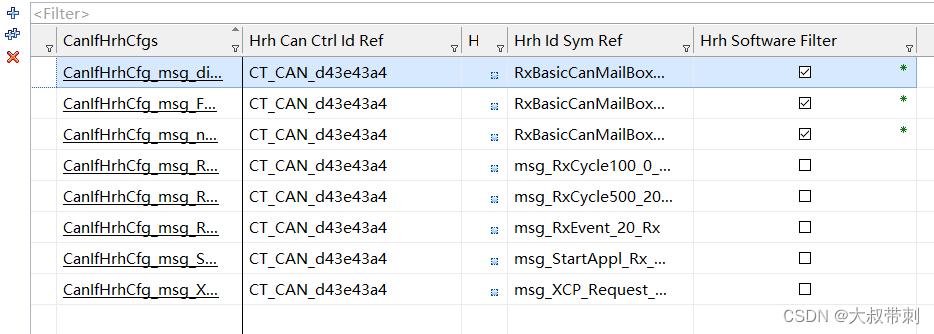 <Filter>
CanIfHrhCfgs Hrh Can Ctrl Id Ref H Hrh Id Sym Ref Hrh Software Filter
CanIfHrhCfg_msg_di... CT_CAN_d43e43a4 RxBasicCanMailBox... *
CanIfHrhCfg_msg_F... CT_CAN_d43e43a4 RxBasicCanMailBox... *
CanIfHrhCfg_msg_n... CT_CAN_d43e43a4 RxBasicCanMailBox... *
CanIfHrhCfg_msg_R... CT_CAN_d43e43a4 msg_RxCycle100_0_...
CanIfHrhCfg_msg_R... CT_CAN_d43e43a4 msg_RxCycle500_20...
CanIfHrhCfg_msg_R... CT_CAN_d43e43a4 msg_RxEvent_20_Rx
CanIfHrhCfg_msg_S... CT_CAN_d43e43a4 msg_StartAppl_Rx_...
CanIfHrhCfg_msg_X... CT_CAN_d43e43a4 msg_XCP_Request_...
CSDN @大叔带刺